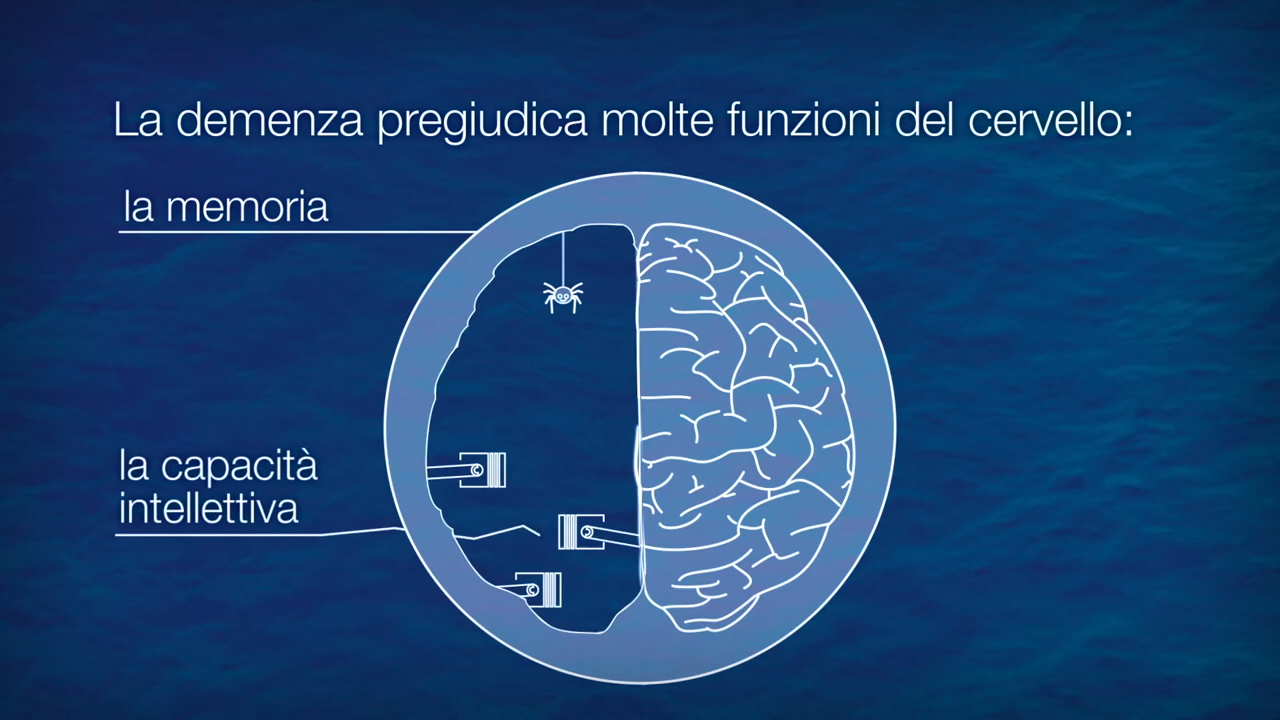 La demenza pregiudica molte funzioni del cervello:
la memoria
la capacità
intellettiva